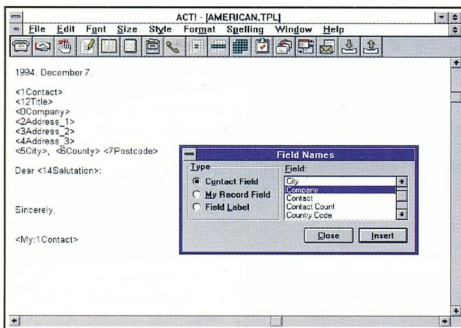 ACT! - [AMERICAN.TPL]
File Edit Font Size Style Format Spelling Window Help
1994. December 7.
<1Contact>
<12Title>
<0Company>
<2Address_1>
<3Address_2>
<4Address_3>
<5City>, <6County> <7Postcode>
Dear <14Salutation>:
Sincerely,
<My:1Contact>
Field Names
Type
Contact Field
My Record Field
Field Label
Field:
City
Company
Contact
Contact Count
Country Code
Close Insert